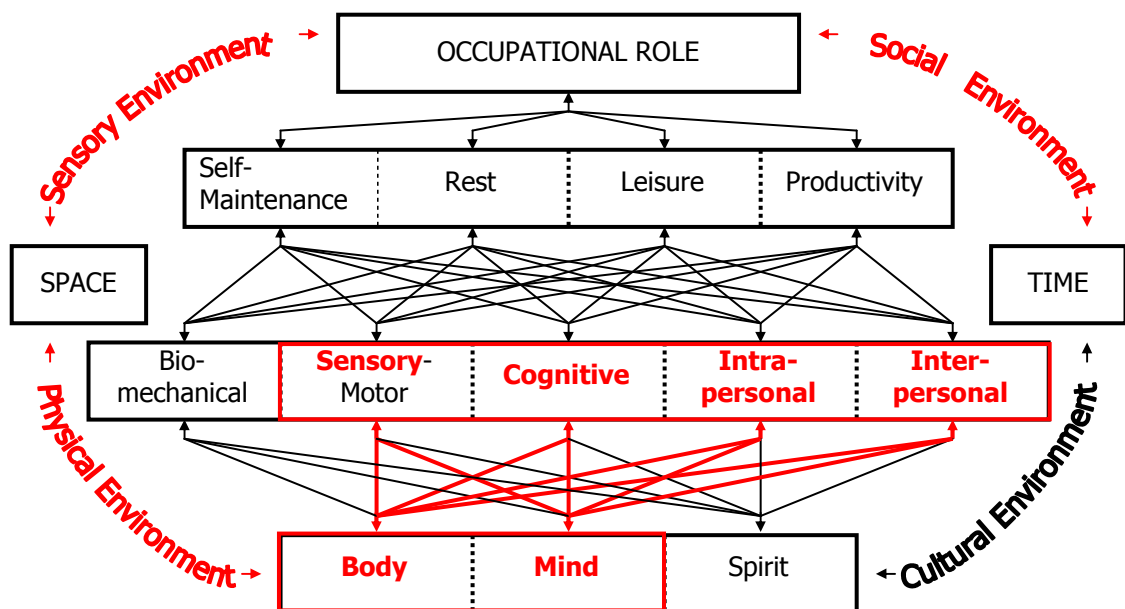 OCCUPATIONAL ROLE
Sensory Environment
Social Environment
Self-
Maintenance
Rest
Leisure
Productivity
SPACE
TIME
Bio-
mechanical
Sensory-
Motor
Cognitive
Intra-
personal
Inter-
personal
Physical Environment
Cultural Environment
Body
Mind
Spirit